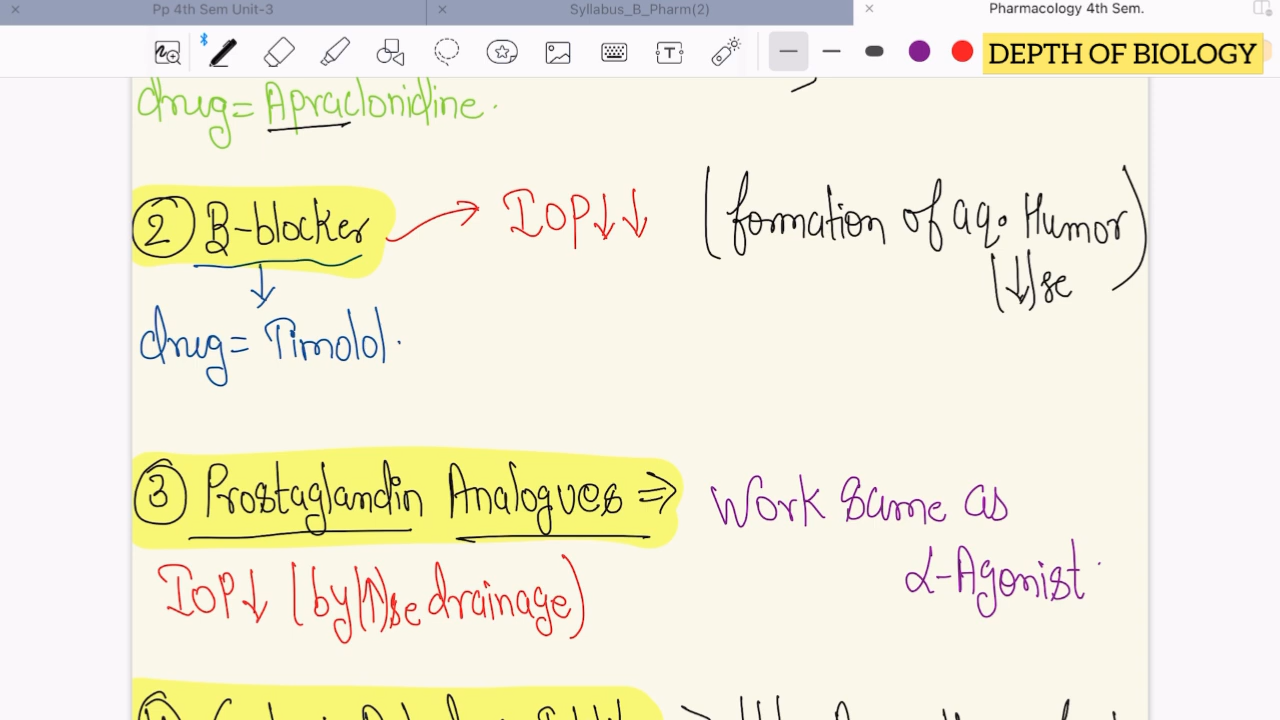 Pp 4th Sem Unit-3
Syllabus_B_Pharm(2)
Pharmacology 4th Sem.
DEPTH OF BIOLOGY
drug = Apraclonidine.
② B-blocker → IOP↓↓ (formation of aq. Humor)
(↓)se
↓
drug = Timolol.
③ Prostaglandin Analogues ⇒ Work Same as
α-Agonist.
IOP↓ (by (↑)se drainage)